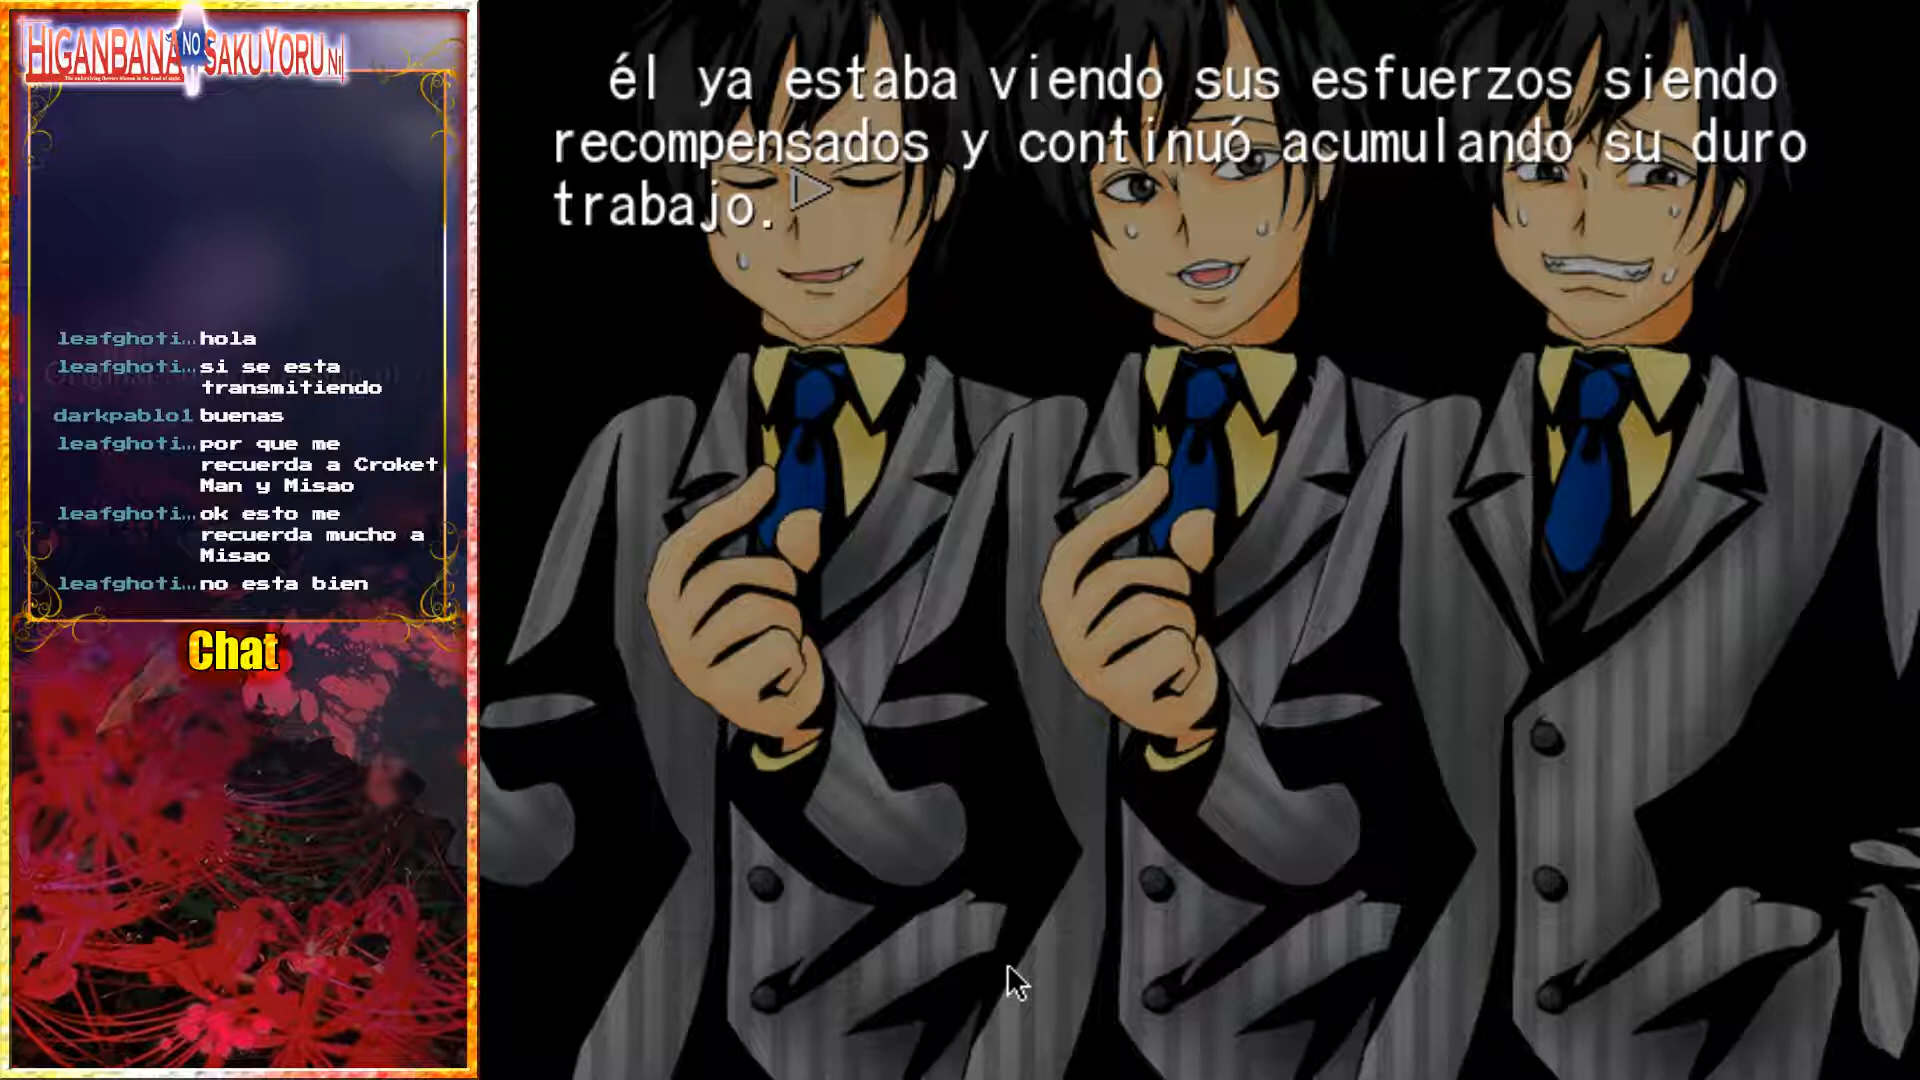 HIGANBANA NO SAKU YORU NI
él ya estaba viendo sus esfuerzos siendo
recompensados y continuó acumulando su duro
trabajo.
leafghoti… hola
leafghoti… si se esta
transmitiendo
darkpablo1 buenas
leafghoti… por que me
recuerda a Croket
Man y Misao
leafghoti… ok esto me
recuerda mucho a
Misao
leafghoti… no esta bien
Chat